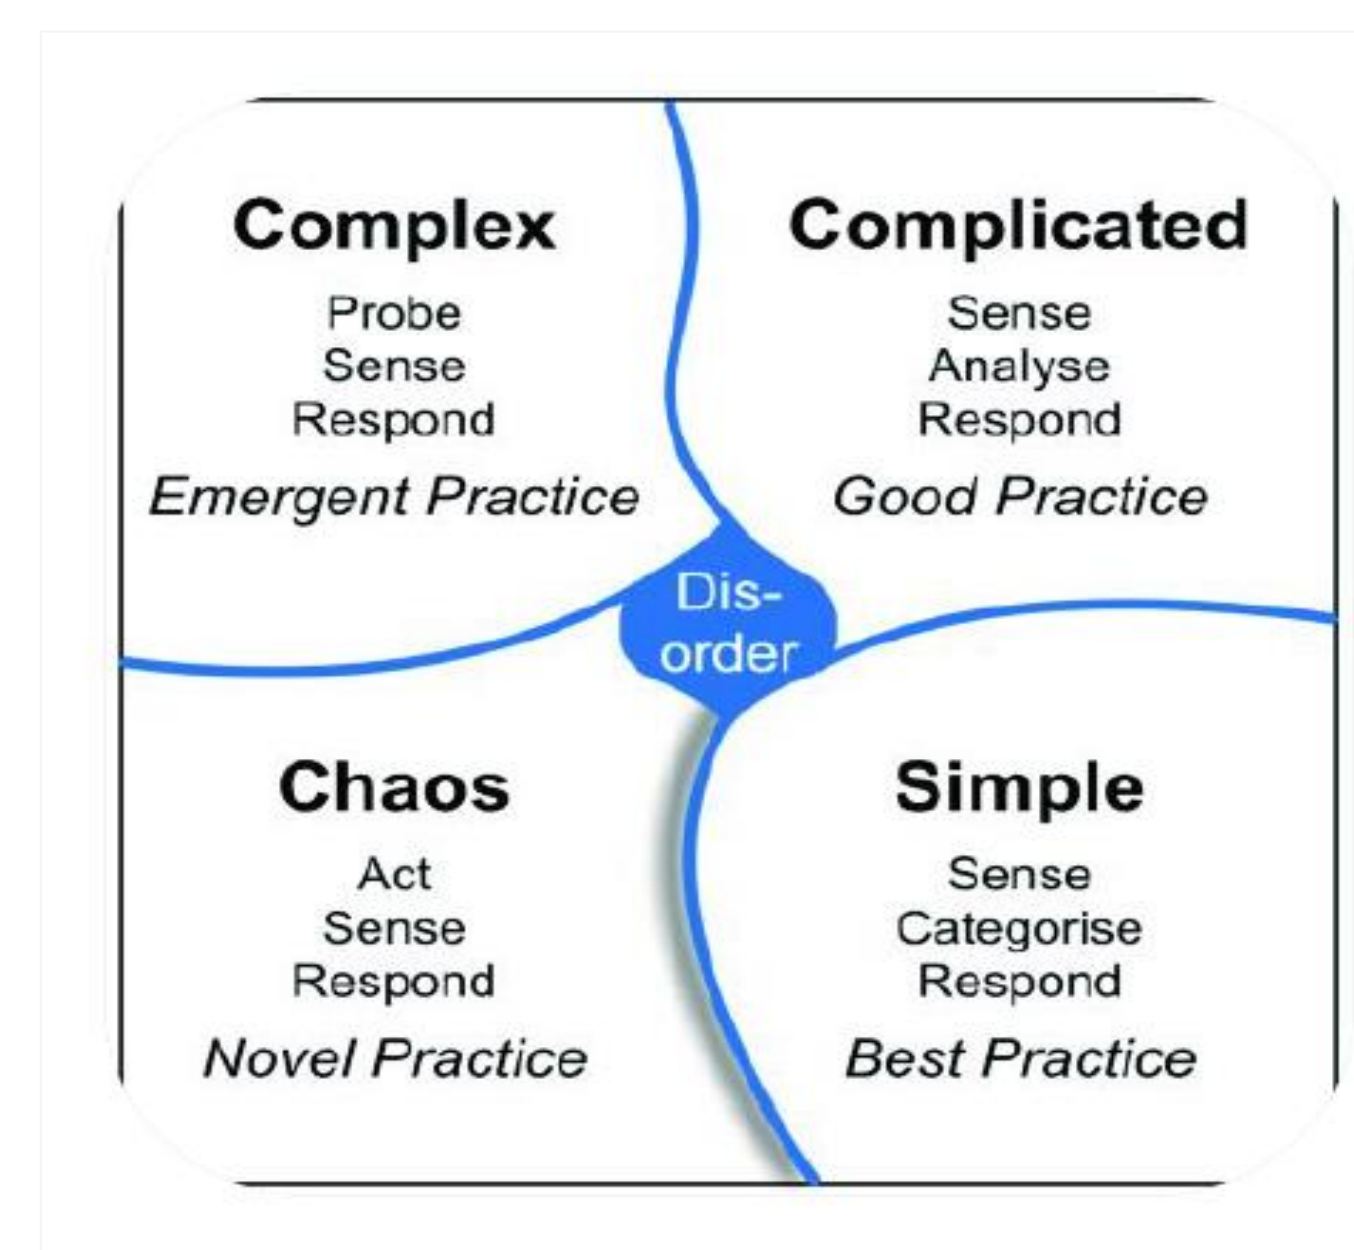 Complex
Probe
Sense
Respond
Emergent Practice
Complicated
Sense
Analyse
Respond
Good Practice
Dis-
order
Chaos
Act
Sense
Respond
Novel Practice
Simple
Sense
Categorise
Respond
Best Practice